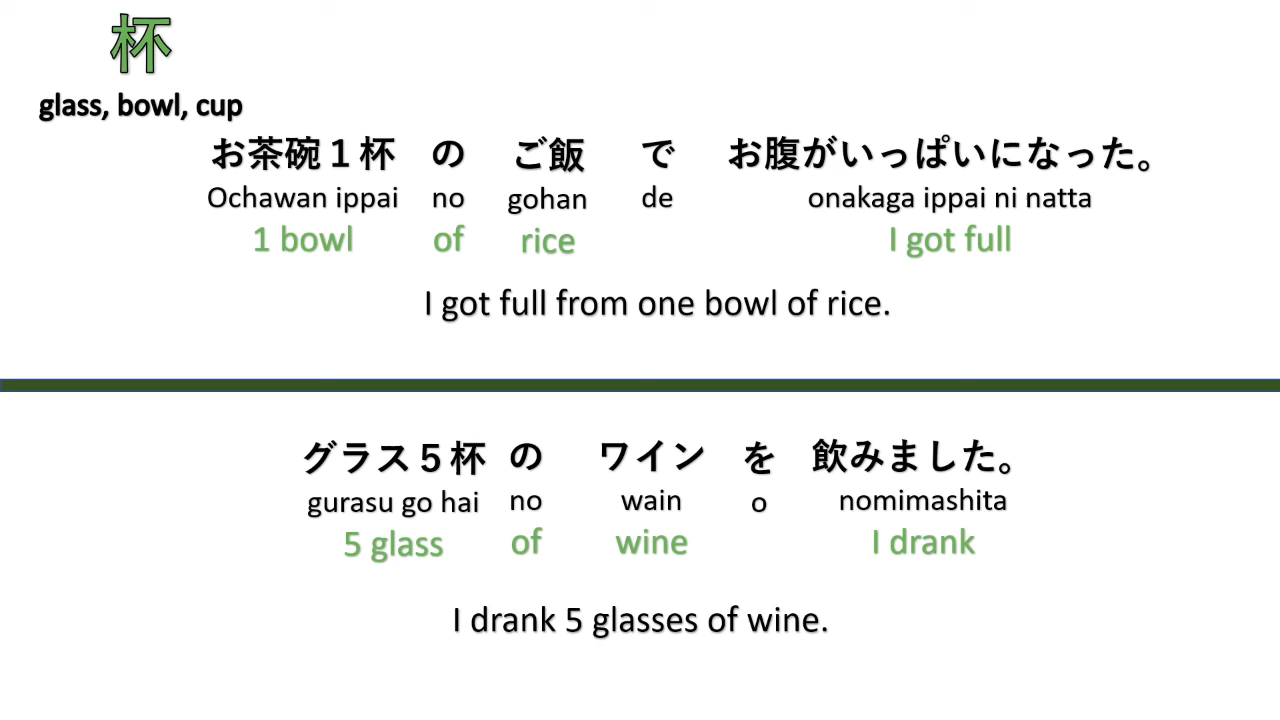 杯
glass, bowl, cup
お茶碗１杯 の ご飯 で お腹がいっぱいになった。
Ochawan ippai no gohan de onakaga ippai ni natta
1 bowl of rice I got full
I got full from one bowl of rice.
グラス５杯 の ワイン を 飲みました。
gurasu go hai no wain o nomimashita
5 glass of wine I drank
I drank 5 glasses of wine.